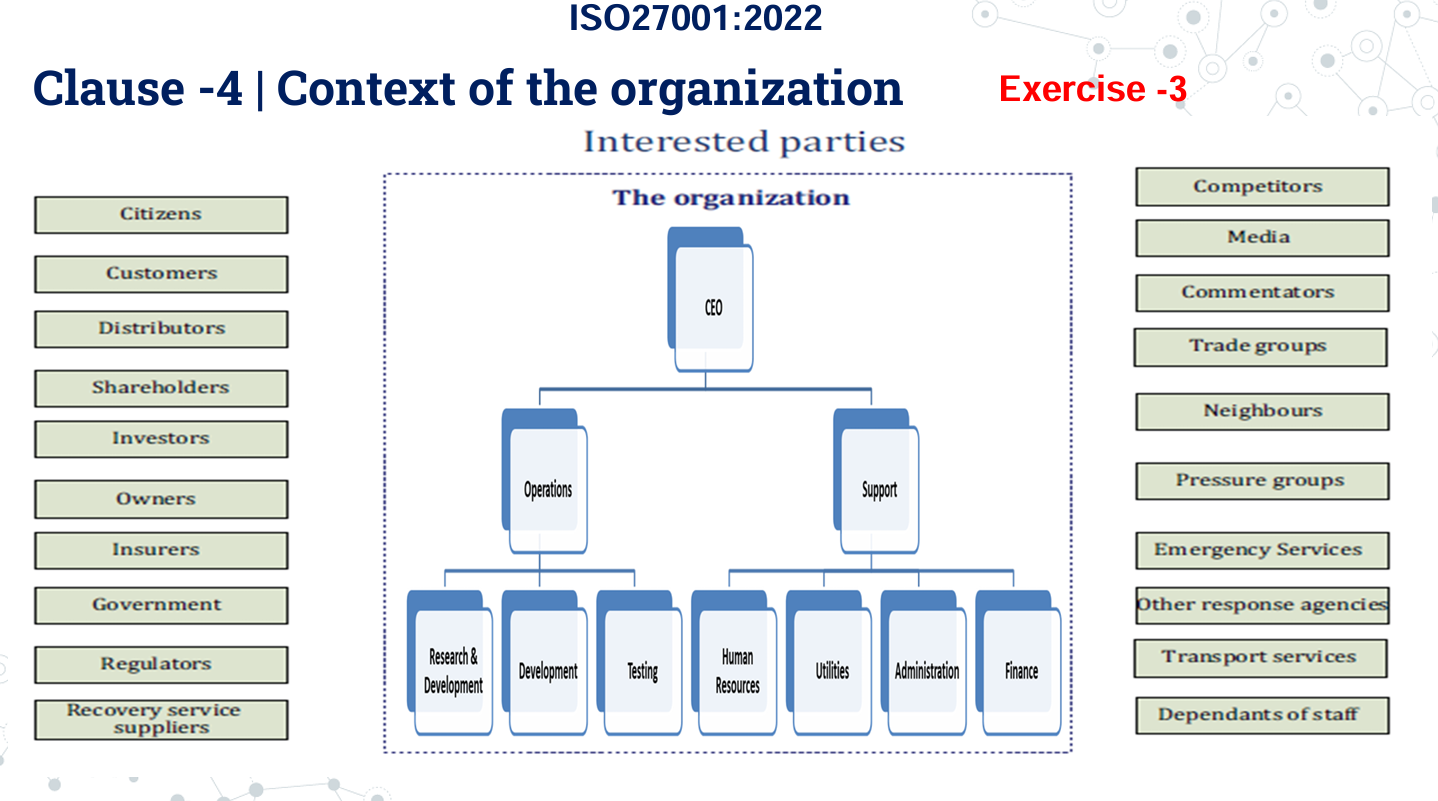 ISO27001:2022
Clause -4 | Context of the organization
Exercise -3
Interested parties
Citizens
Customers
Distributors
Shareholders
Investors
Owners
Insurers
Government
Regulators
Recovery service
suppliers
The organization
CEO
Operations
Support
Research &
Development
Development
Testing
Human
Resources
Utilities
Administration
Finance
Competitors
Media
Commentators
Trade groups
Neighbours
Pressure groups
Emergency Services
Other response agencies
Transport services
Dependants of staff